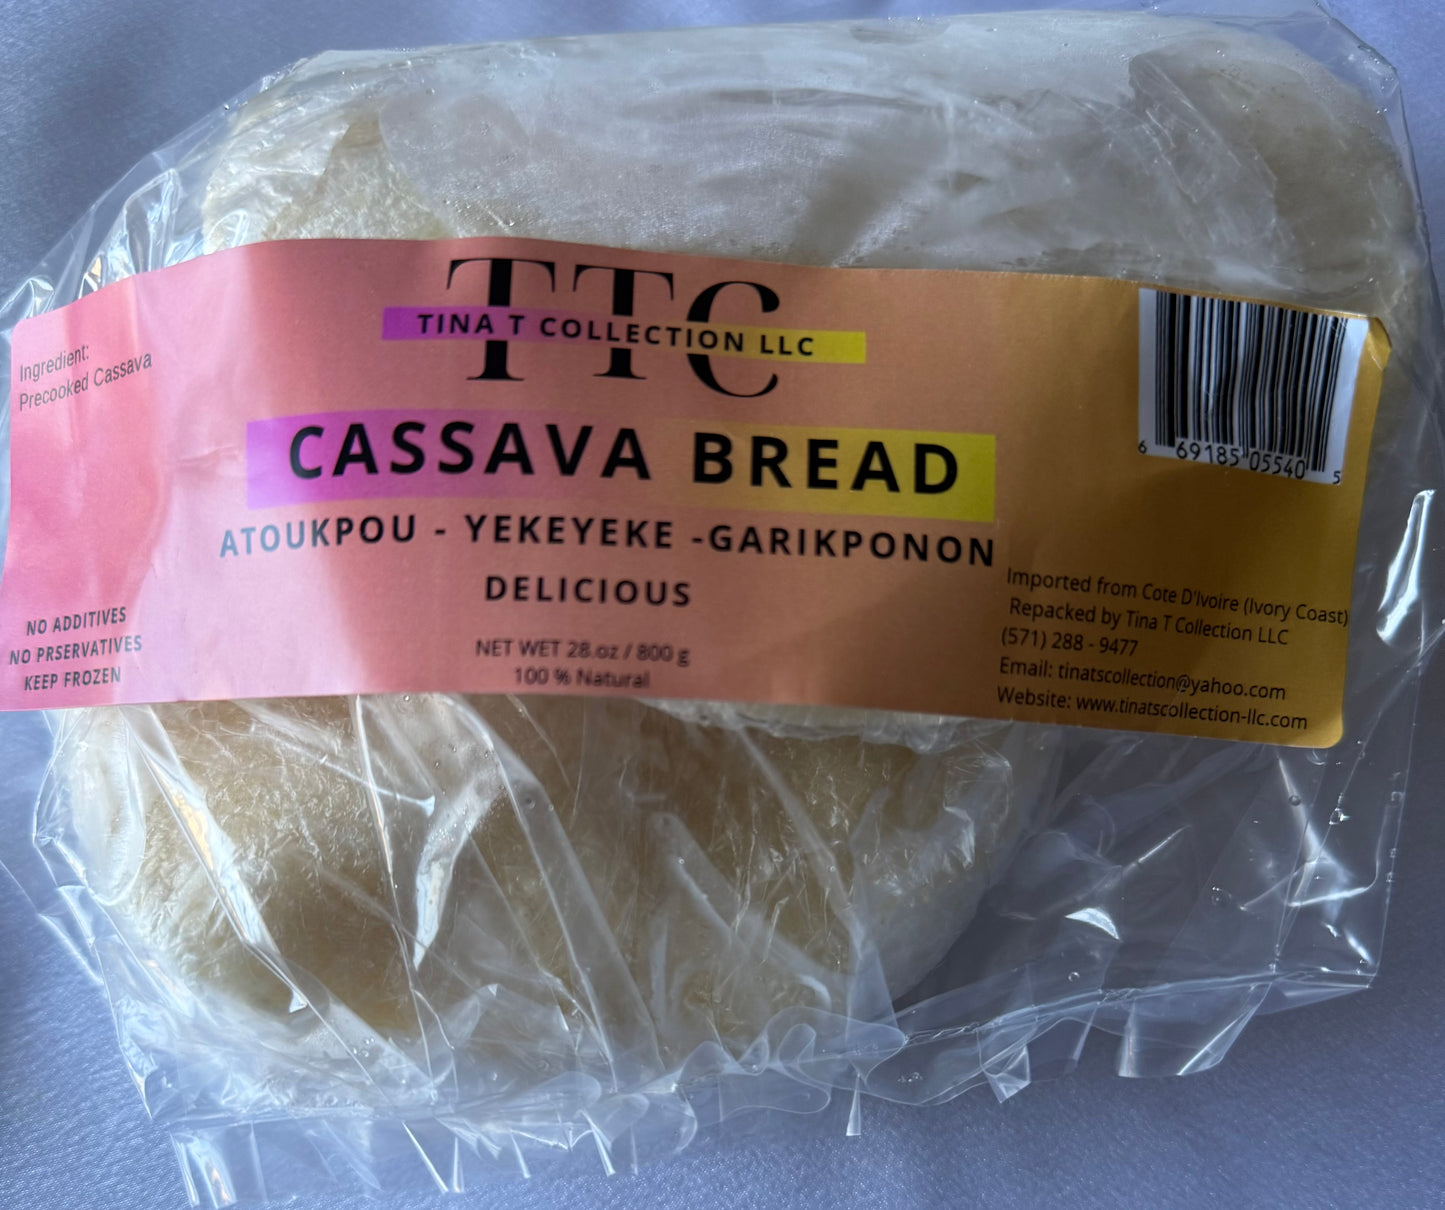 TTC
TINA T COLLECTION LLC
Ingredient:
Precooked Cassava
CASSAVA BREAD
ATOUKPOU - YEKEYEKE -GARIKPONON
DELICIOUS
NET WET 28.oz / 800 g
100 % Natural
NO ADDITIVES
NO PRSERVATIVES
KEEP FROZEN
6 69185 05540 5
Imported from Cote D'Ivoire (Ivory Coast)
Repacked by Tina T Collection LLC
(571) 288 - 9477
Email: tinatscollection@yahoo.com
Website: www.tinatscollection-llc.com